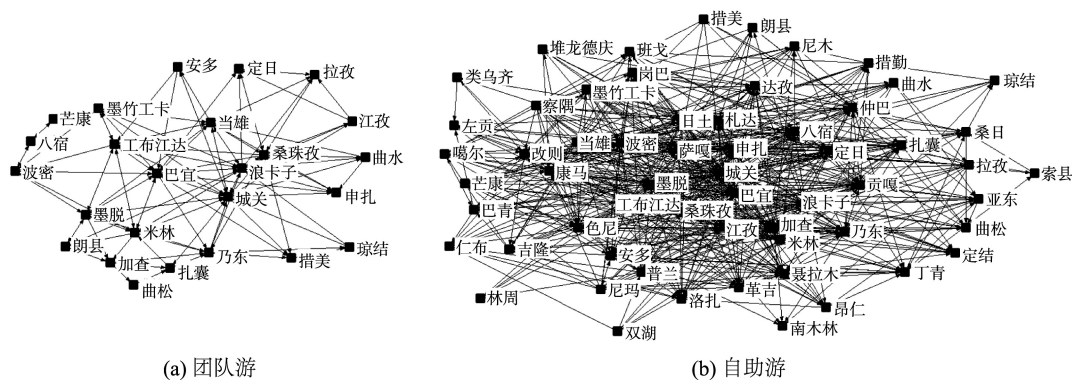 安多
定日
拉孜
墨竹工卡
芒康
当雄
江孜
八宿
工布江达
桑珠孜
曲水
波密
巴宜
浪卡子
城关
申扎
墨脱
米林
朗县
加查
乃东
措美
琼结
扎囊
曲松
(a) 团队游
措美
朗县
堆龙德庆
班戈
尼木
岗巴
措勤
类乌齐
墨竹工卡
达孜
曲水
琼结
察隅
仲巴
左贡
日土
札达
八宿
桑日
噶尔
改则
当雄
波密
萨嘎
申扎
定日
扎囊
拉孜
索县
芒康
康马
墨脱
城关
巴宜
贡嘎
亚东
巴青
工布江达
桑珠孜
浪卡子
色尼
江孜
加查
乃东
曲松
仁布
吉隆
安多
米林
定结
普兰
聂拉木
丁青
林周
尼玛
洛扎
革吉
昂仁
双湖
南木林
(b) 自助游